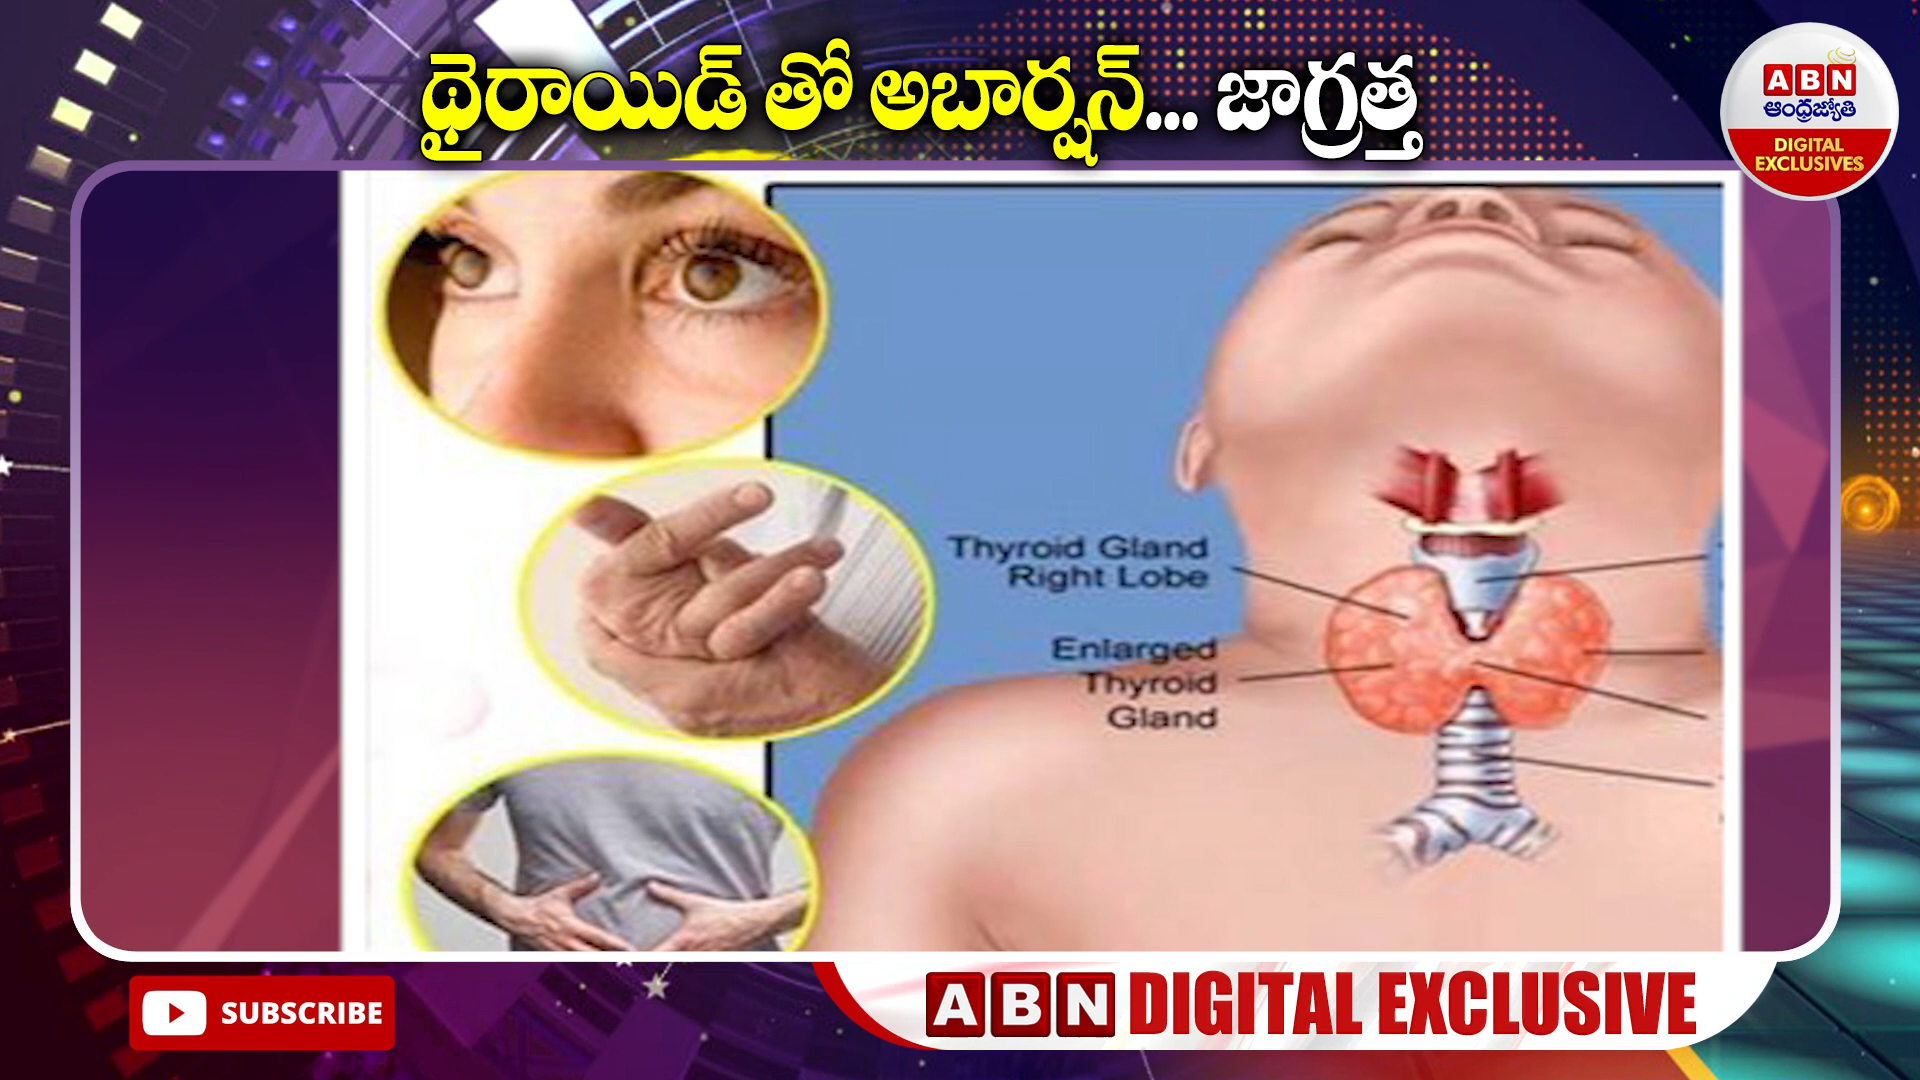 థైరాయిడ్ తో అబార్షన్... జాగ్రత్త
ABN
ఆంధ్రజ్యోతి
DIGITAL
EXCLUSIVES
Thyroid Gland
Right Lobe
Enlarged
Thyroid
Gland
SUBSCRIBE
ABN DIGITAL EXCLUSIVE